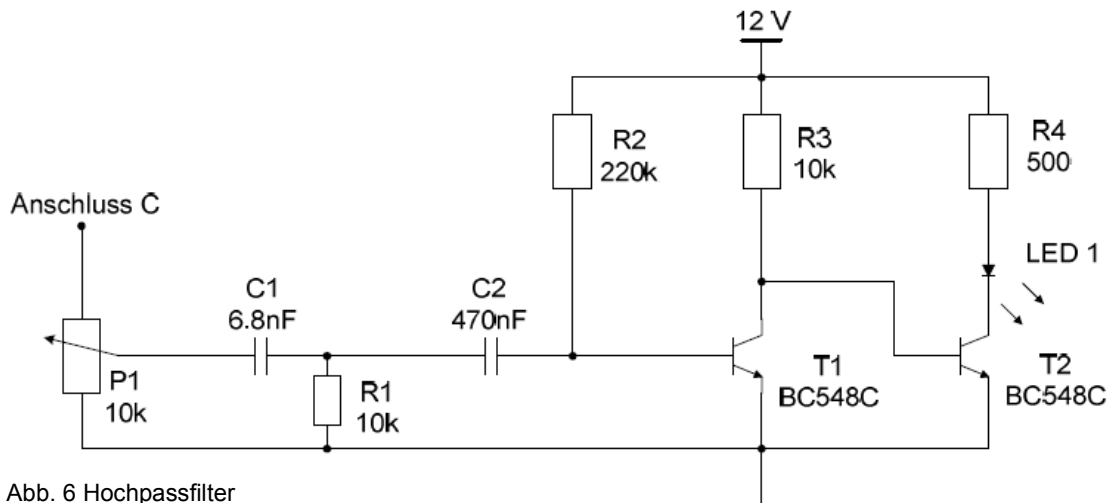 12 V
R2
220k
R3
10k
R4
500
Anschluss C
LED 1
C1
6.8nF
C2
470nF
P1
10k
R1
10k
T1
BC548C
T2
BC548C
Abb. 6 Hochpassfilter